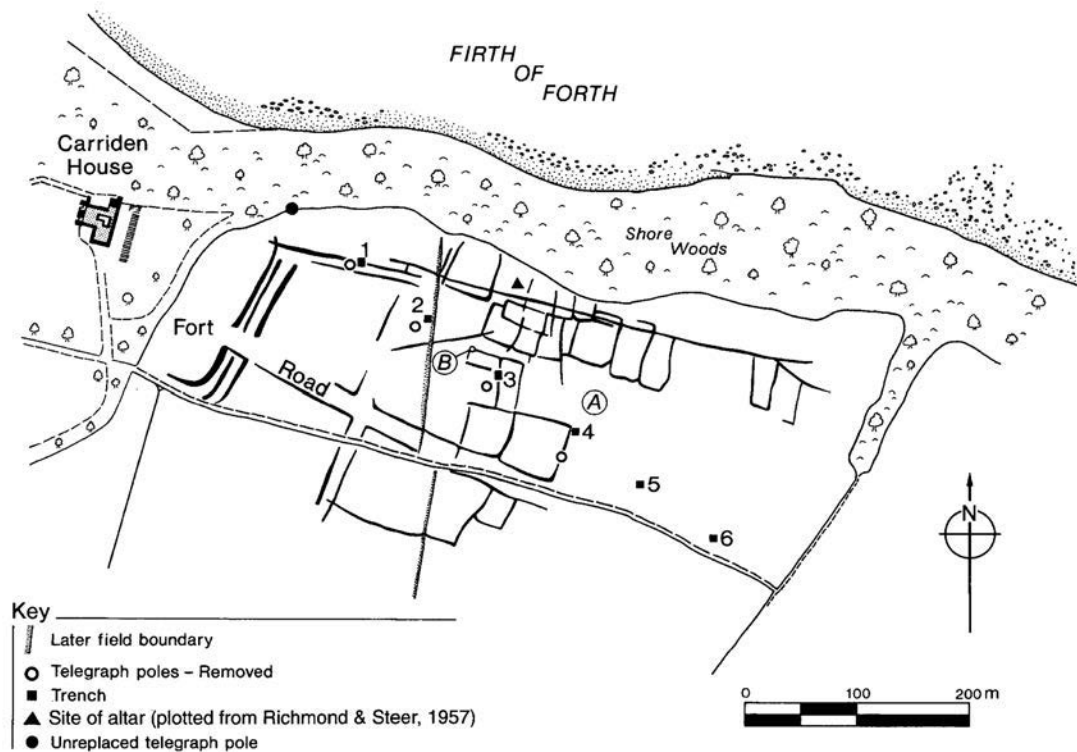 FIRTH
OF
FORTH
Carriden
House
Shore
Woods
1
2
Fort
B
3
Road
A
4
5
6
N
Key
Later field boundary
Telegraph poles – Removed
Trench
Site of altar (plotted from Richmond & Steer, 1957)
Unreplaced telegraph pole
0 100 200 m